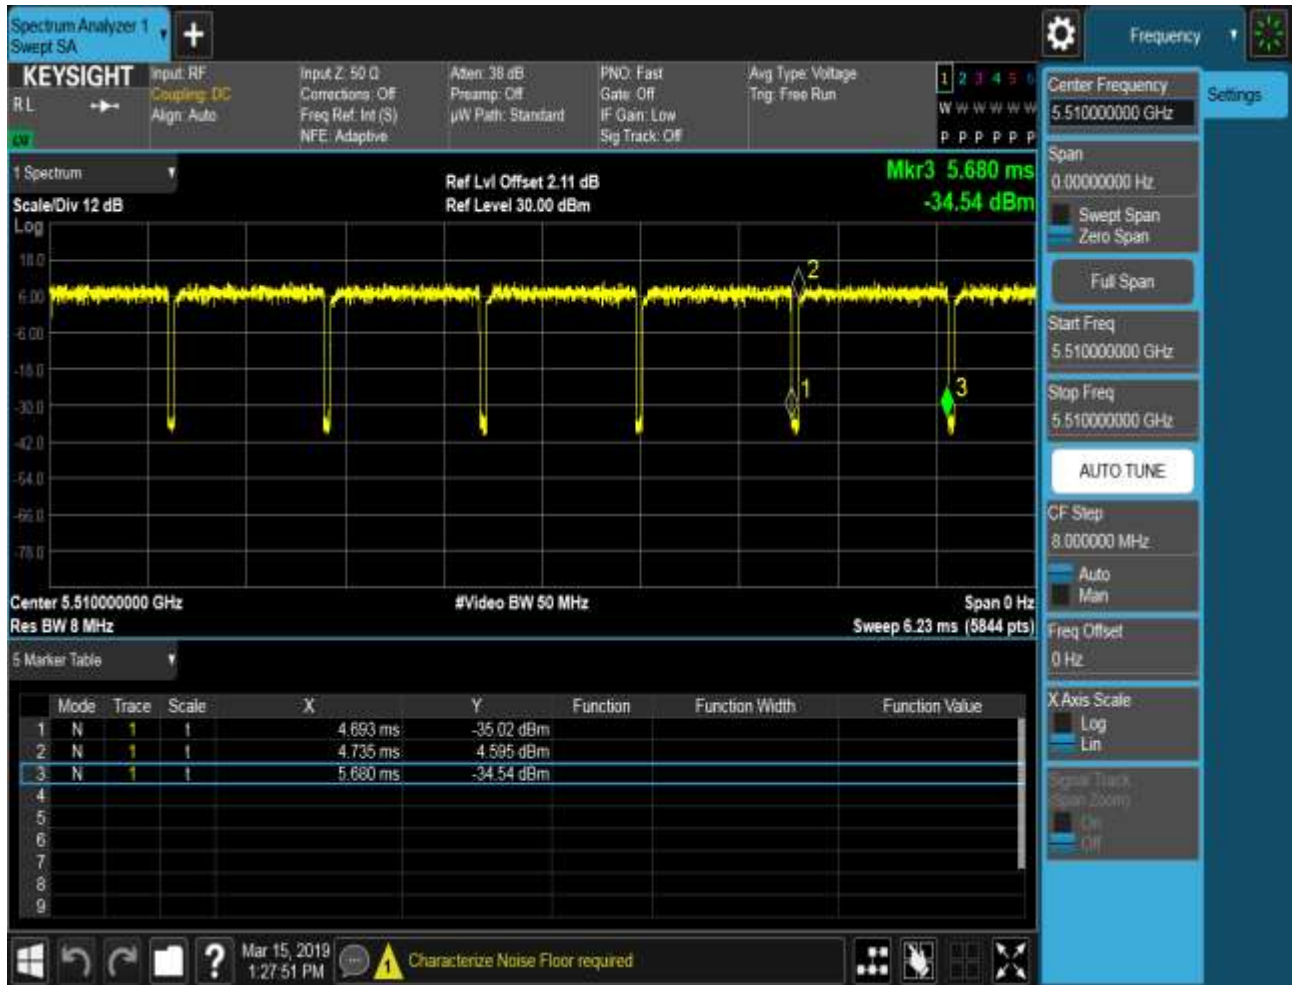 Spectrum Analyzer 1
Swept SA
+
Frequency
KEYSIGHT
RL
Input: RF
Coupling: DC
Align: Auto
Input Z: 50 Ω
Corrections: Off
Freq Ref: Int (S)
NFE: Adaptive
Atten: 38 dB
Preamp: Off
µW Path: Standard
PNO: Fast
Gate: Off
IF Gain: Low
Sig Track: Off
Avg Type: Voltage
Trig: Free Run
1 2 3 4 5 6
W W W W W W
P P P P P P
1 Spectrum
Scale/Div 12 dB
Log
Ref Lvl Offset 2.11 dB
Ref Level 30.00 dBm
Mkr3 5.680 ms
-34.54 dBm
18.0
6.00
-6.00
-18.0
-30.0
-42.0
-54.0
-66.0
-78.0
2
1
3
Center 5.510000000 GHz
Res BW 8 MHz
#Video BW 50 MHz
Span 0 Hz
Sweep 6.23 ms (5844 pts)
5 Marker Table
Mode Trace Scale X Y Function Function Width Function Value
1 N 1 t 4.693 ms -35.02 dBm
2 N 1 t 4.735 ms 4.595 dBm
3 N 1 t 5.680 ms -34.54 dBm
4
5
6
7
8
9
Center Frequency
5.510000000 GHz
Settings
Span
0.00000000 Hz
Swept Span
Zero Span
Full Span
Start Freq
5.510000000 GHz
Stop Freq
5.510000000 GHz
AUTO TUNE
CF Step
8.000000 MHz
Auto
Man
Freq Offset
0 Hz
X Axis Scale
Log
Lin
Signal Track
(Span Zoom)
On
Off
?
Mar 15, 2019
1:27:51 PM
1
Characterize Noise Floor required